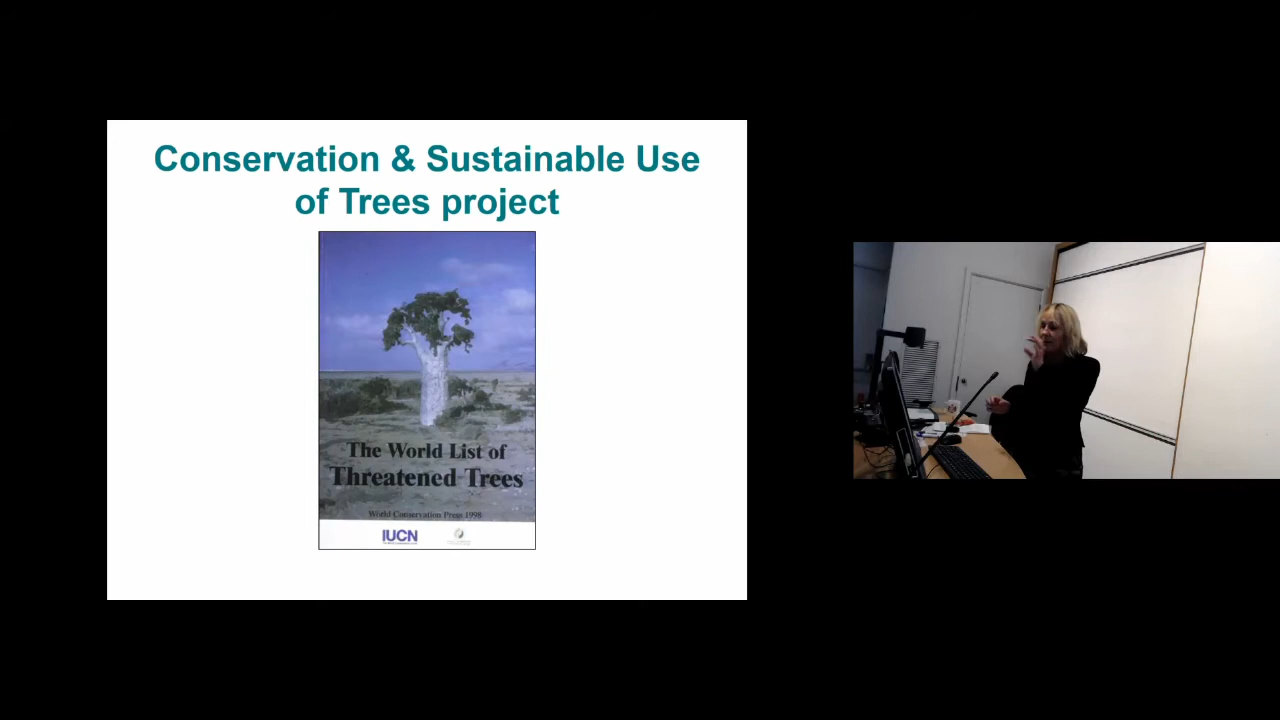 Conservation & Sustainable Use
of Trees project
The World List of
Threatened Trees
World Conservation Press 1998
IUCN